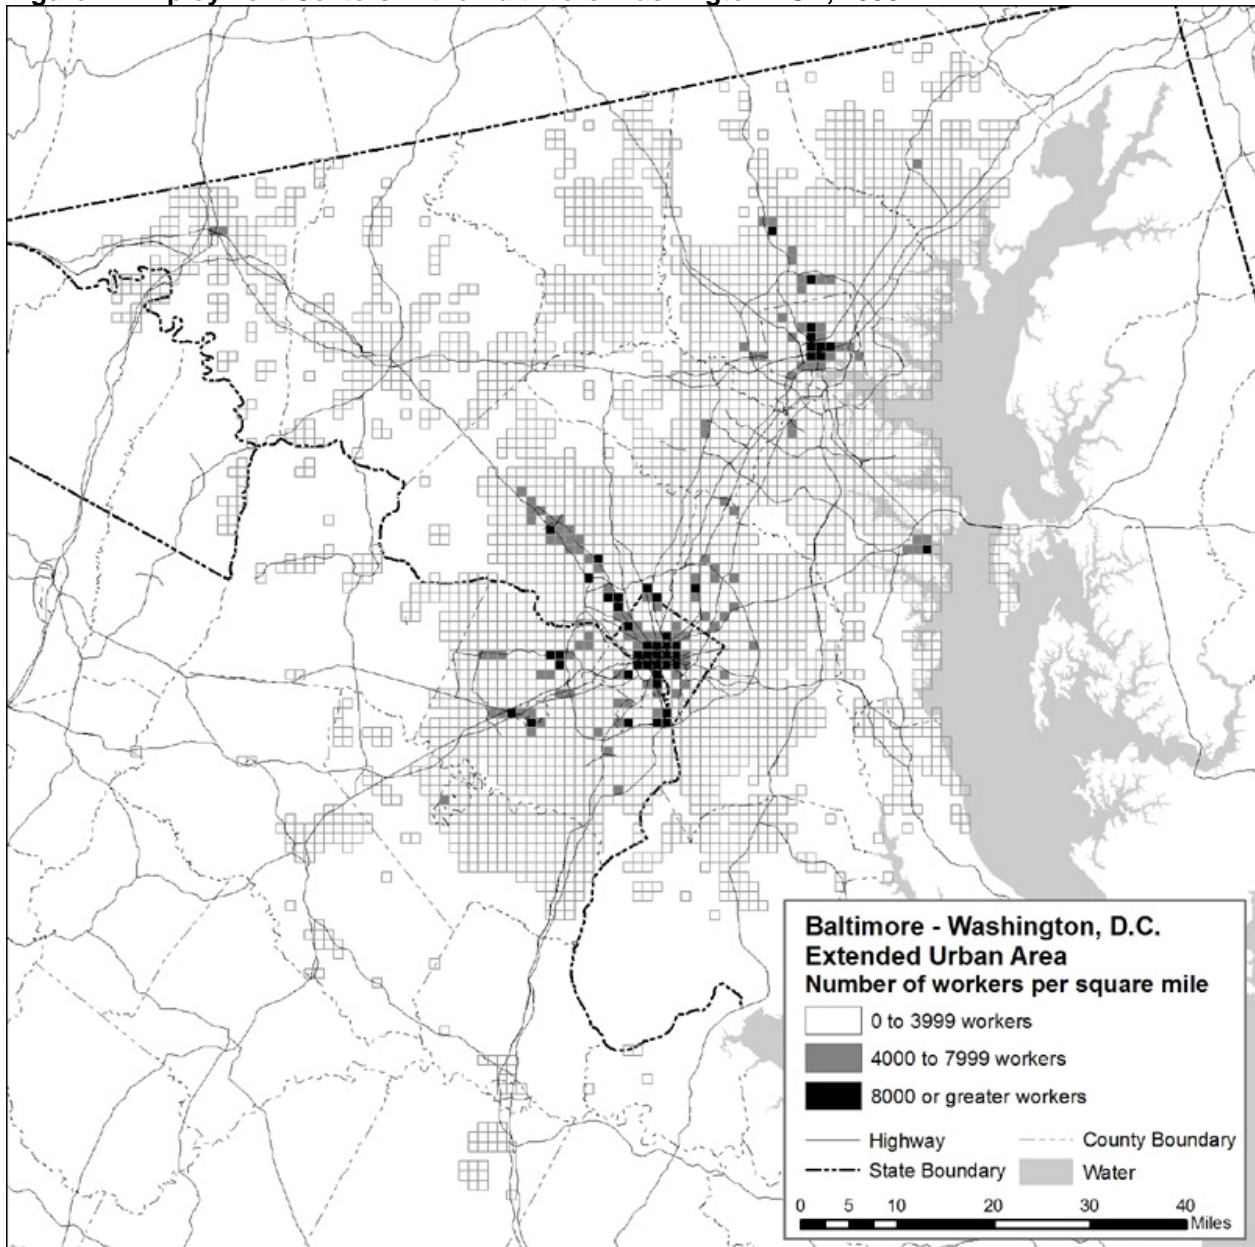 Baltimore - Washington, D.C.
Extended Urban Area
Number of workers per square mile
0 to 3999 workers
4000 to 7999 workers
8000 or greater workers
Highway County Boundary
State Boundary Water
0 5 10 20 30 40
Miles